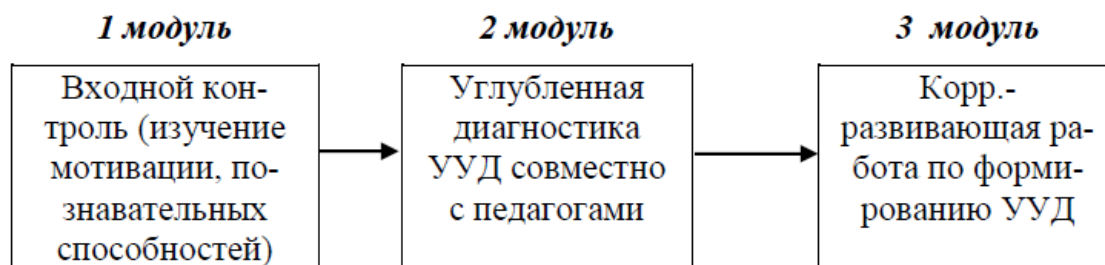 1 модуль
2 модуль
3 модуль
Входной кон-
троль (изучение
мотивации, по-
знавательных
способностей)
Углубленная
диагностика
УУД совместно
с педагогами
Корр.-
развивающая ра-
бота по форми-
рованию УУД